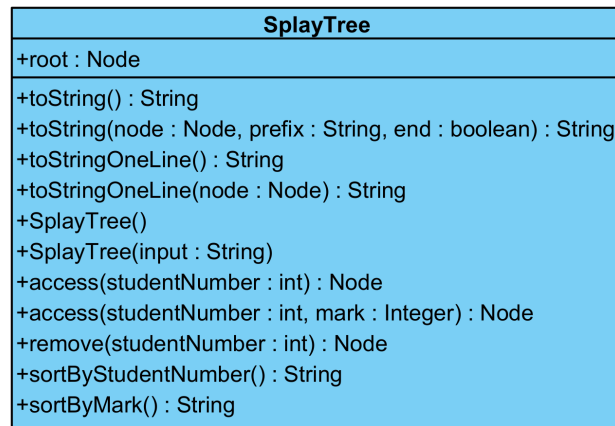 SplayTree
+root : Node
+toString() : String
+toString(node : Node, prefix : String, end : boolean) : String
+toStringOneLine() : String
+toStringOneLine(node : Node) : String
+SplayTree()
+SplayTree(input : String)
+access(studentNumber : int) : Node
+access(studentNumber : int, mark : Integer) : Node
+remove(studentNumber : int) : Node
+sortByStudentNumber() : String
+sortByMark() : String